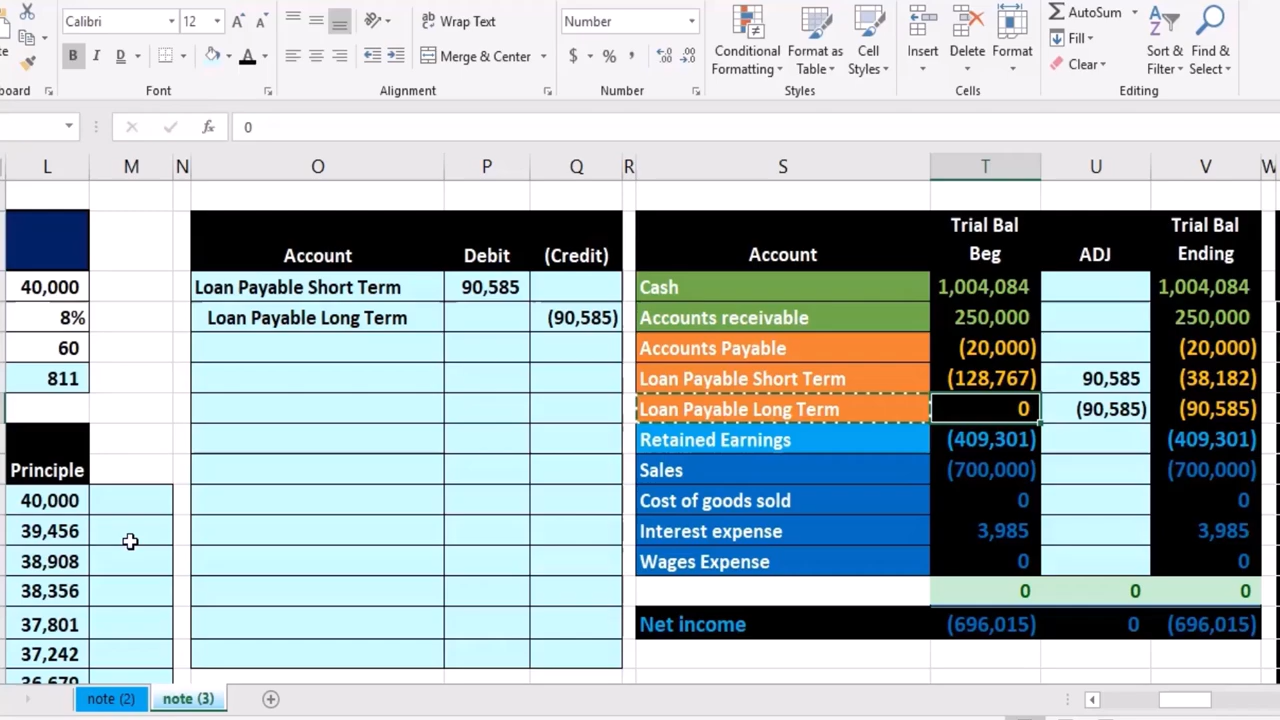 Calibri 12 ab Wrap Text Number AutoSum
B I D A Merge & Center $ % , .00 Conditional Formatting Format as Table Cell Styles Insert Delete Format Fill Clear Sort & Filter Find & Select
board Font Alignment Number Styles Cells Editing
fx 0
L M N O P Q R S T U V W
Account Debit (Credit) Account Trial Bal Beg ADJ Trial Bal Ending
40,000 Loan Payable Short Term 90,585 Cash 1,004,084 1,004,084
8% Loan Payable Long Term (90,585) Accounts receivable 250,000 250,000
60 Accounts Payable (20,000) (20,000)
811 Loan Payable Short Term (128,767) 90,585 (38,182)
Loan Payable Long Term 0 (90,585) (90,585)
Retained Earnings (409,301) (409,301)
Principle Sales (700,000) (700,000)
40,000 Cost of goods sold 0 0
39,456 Interest expense 3,985 3,985
38,908 Wages Expense 0 0
38,356 0 0 0
37,801 Net income (696,015) 0 (696,015)
37,242
36,679
note (2) note (3)